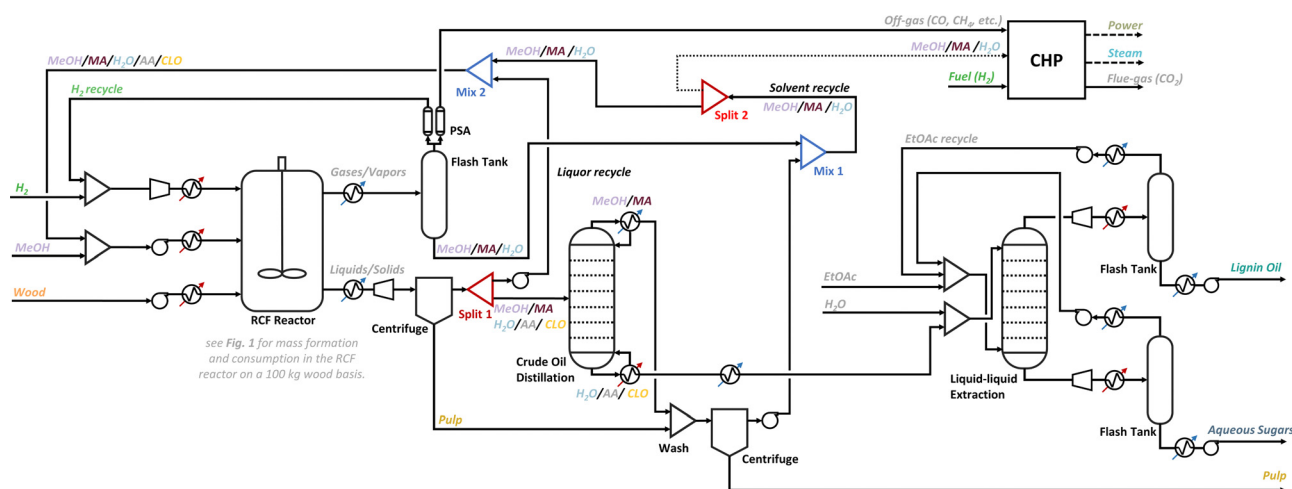 Off-gas (CO, CH4, etc.)
Power
MeOH/MA/H2O/AA/CLO
MeOH/MA/H2O
MeOH/MA/H2O
CHP
Steam
H2 recycle
Mix 2
Fuel (H2)
Flue-gas (CO2)
Solvent recycle
Split 2
MeOH/MA/H2O
PSA
EtOAc recycle
Flash Tank
Mix 1
Gases/Vapors
Liquor recycle
H2
MeOH/MA
MeOH
MeOH/MA/H2O
Flash Tank
Liquids/Solids
EtOAc
Lignin Oil
Wood
H2O
RCF Reactor
Centrifuge
Split 1
MeOH/MA
H2O/AA/CLO
see Fig. 1 for mass formation
and consumption in the RCF
reactor on a 100 kg wood basis.
Crude Oil
Distillation
H2O/AA/CLO
Liquid-liquid
Extraction
Pulp
Flash Tank
Aqueous Sugars
Wash
Centrifuge
Pulp